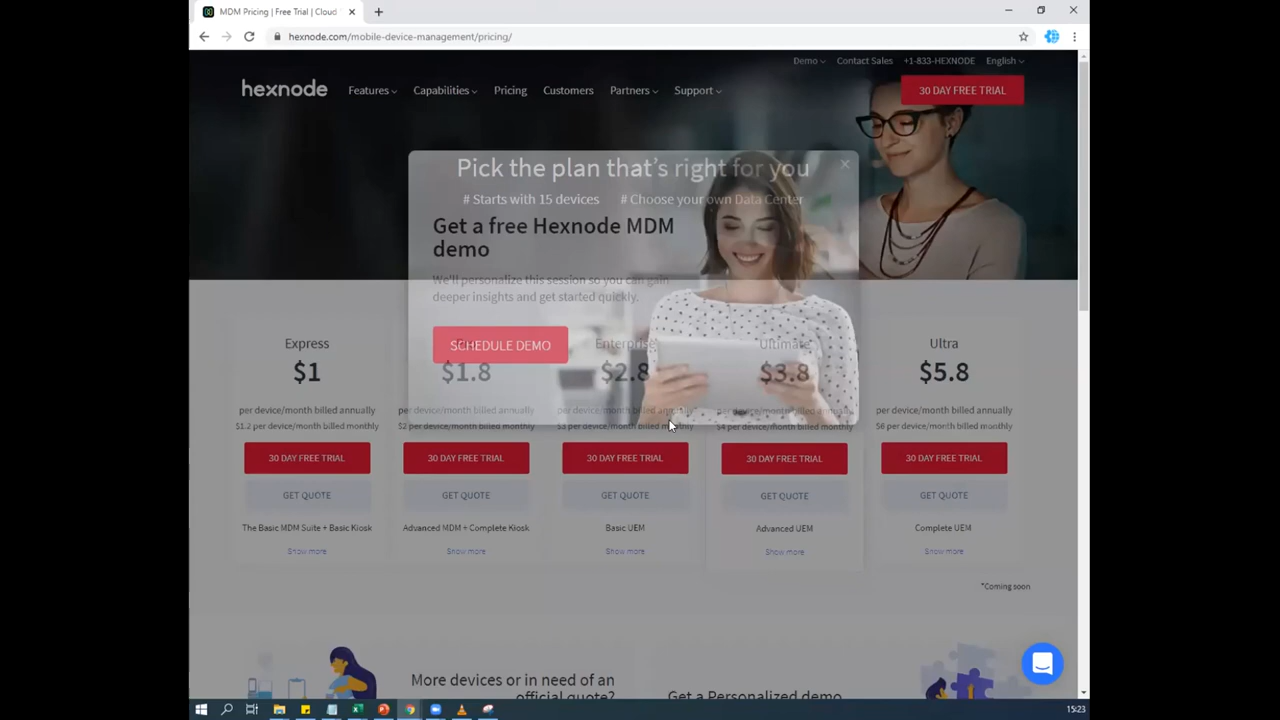 MDM Pricing | Free Trial | Cloud
hexnode.com/mobile-device-management/pricing/
Demo Contact Sales +1-833-HEXNODE English
hexnode Features Capabilities Pricing Customers Partners Support 30 DAY FREE TRIAL
Pick the plan that's right for you
# Starts with 15 devices # Choose your own Data Center
Get a free Hexnode MDM
demo
We'll personalize this session so you can gain
deeper insights and get started quickly.
SCHEDULE DEMO
Express Enterprise Ultimate Ultra
$1 $1.8 $2.8 $3.8 $5.8
per device/month billed annually per device/month billed annually per device/month billed annually per device/month billed annually per device/month billed annually
$1.2 per device/month billed monthly $2 per device/month billed monthly $3 per device/month billed monthly $4 per device/month billed monthly $6 per device/month billed monthly
30 DAY FREE TRIAL 30 DAY FREE TRIAL 30 DAY FREE TRIAL 30 DAY FREE TRIAL 30 DAY FREE TRIAL
GET QUOTE GET QUOTE GET QUOTE GET QUOTE GET QUOTE
The Basic MDM Suite + Basic Kiosk Advanced MDM + Complete Kiosk Basic UEM Advanced UEM Complete UEM
Show more Show more Show more Show more Show more
*Coming soon
More devices or in need of an
official quote?
Get a Personalized demo
15:23